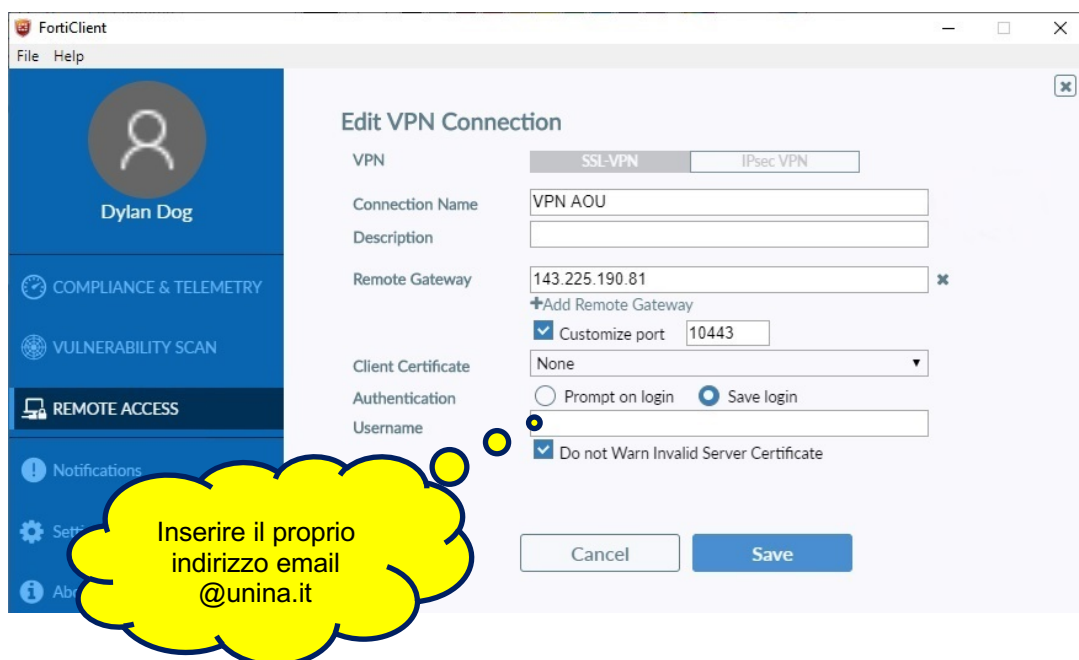 FortiClient
File Help
Dylan Dog
COMPLIANCE & TELEMETRY
VULNERABILITY SCAN
REMOTE ACCESS
Notifications
Edit VPN Connection
VPN SSL-VPN IPsec VPN
Connection Name VPN AOU
Description
Remote Gateway 143.225.190.81
+Add Remote Gateway
Customize port 10443
Client Certificate None
Authentication Prompt on login Save login
Username
Do not Warn Invalid Server Certificate
Cancel Save
Inserire il proprio
indirizzo email
@unina.it